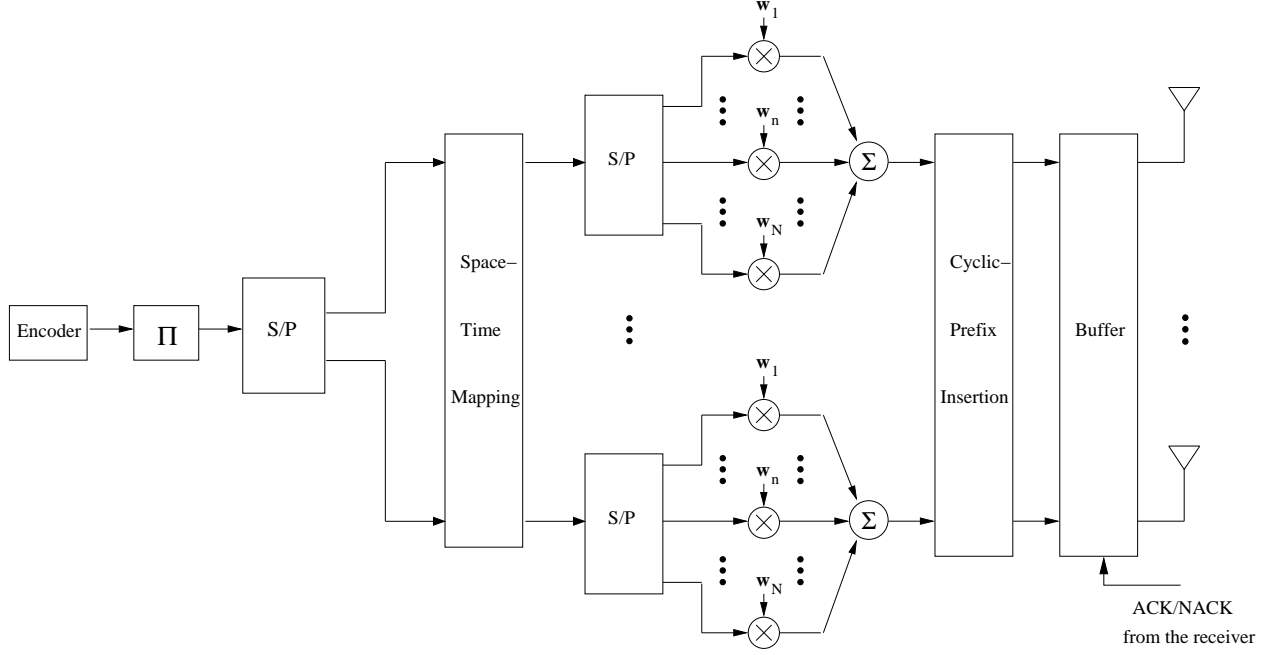 Encoder
Π
S/P
Space–
Time
Mapping
S/P
w1
wn
wN
Σ
S/P
w1
wn
wN
Σ
Cyclic–
Prefix
Insertion
Buffer
ACK/NACK
from the receiver